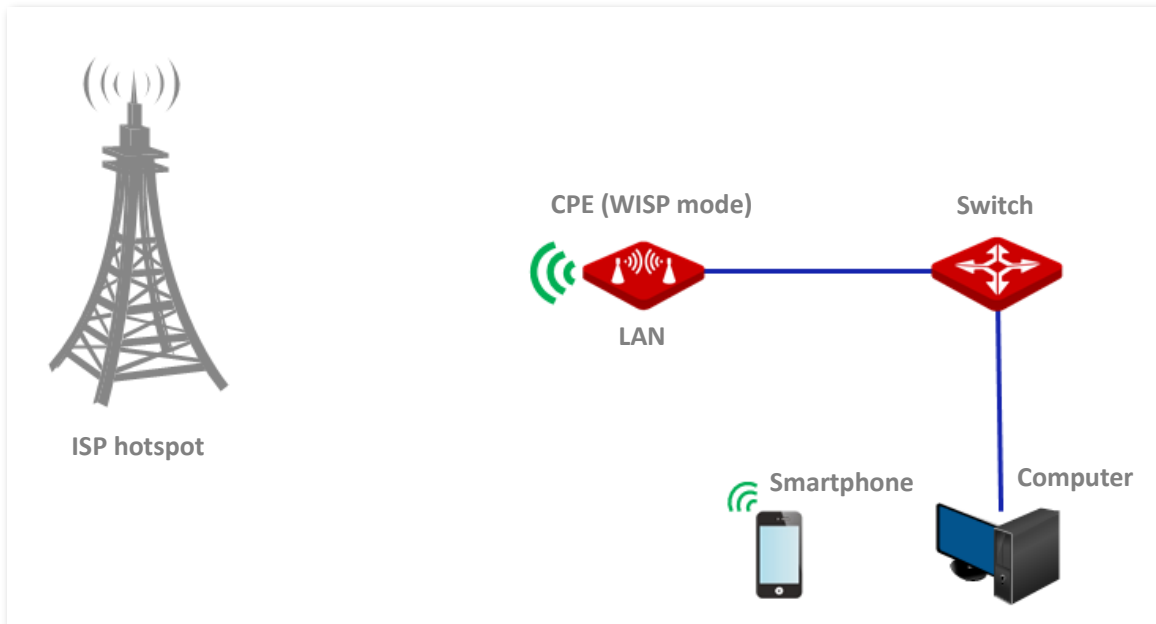 CPE (WISP mode)
Switch
LAN
ISP hotspot
Smartphone
Computer